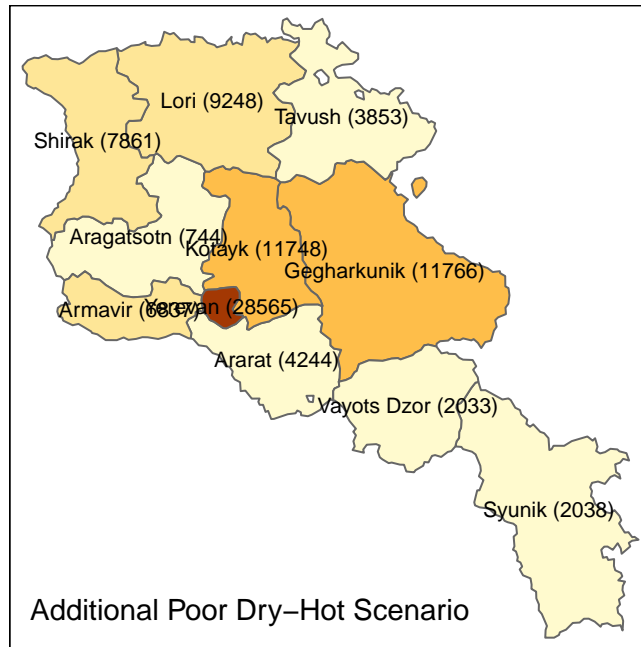 Lori (9248)
Tavush (3853)
Shirak (7861)
Aragatsotn (744)
Kotayk (11748)
Gegharkunik (11766)
Armavir (6837)
Yerevan (28565)
Ararat (4244)
Vayots Dzor (2033)
Syunik (2038)
Additional Poor Dry−Hot Scenario